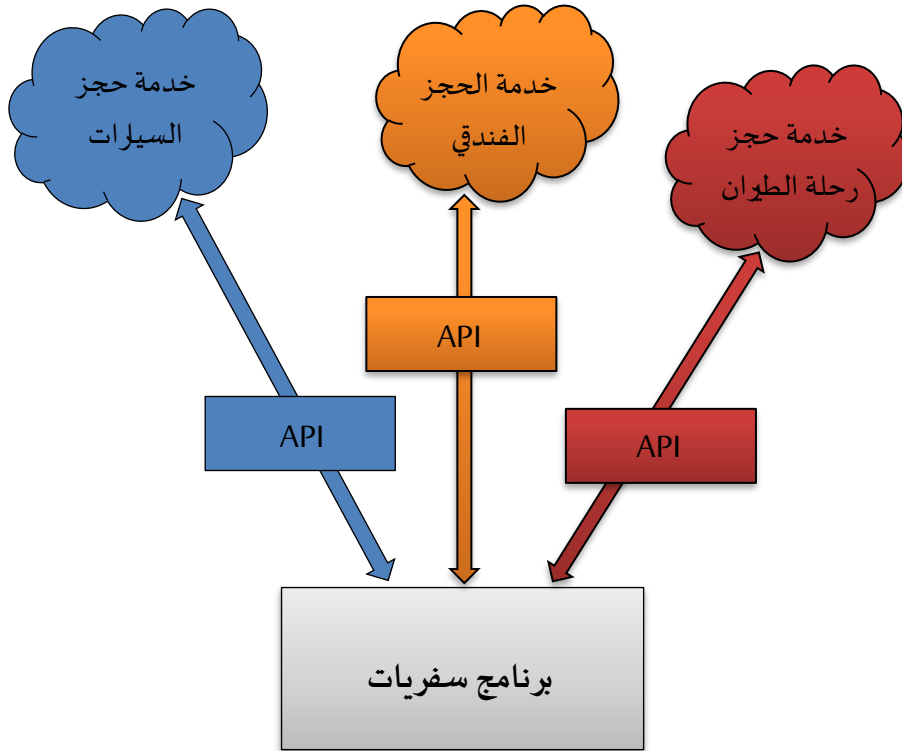 خدمة حجز
السيارات
خدمة الحجز
الفندقي
خدمة حجز
رحلة الطيران
API
API
API
برنامج سفريات